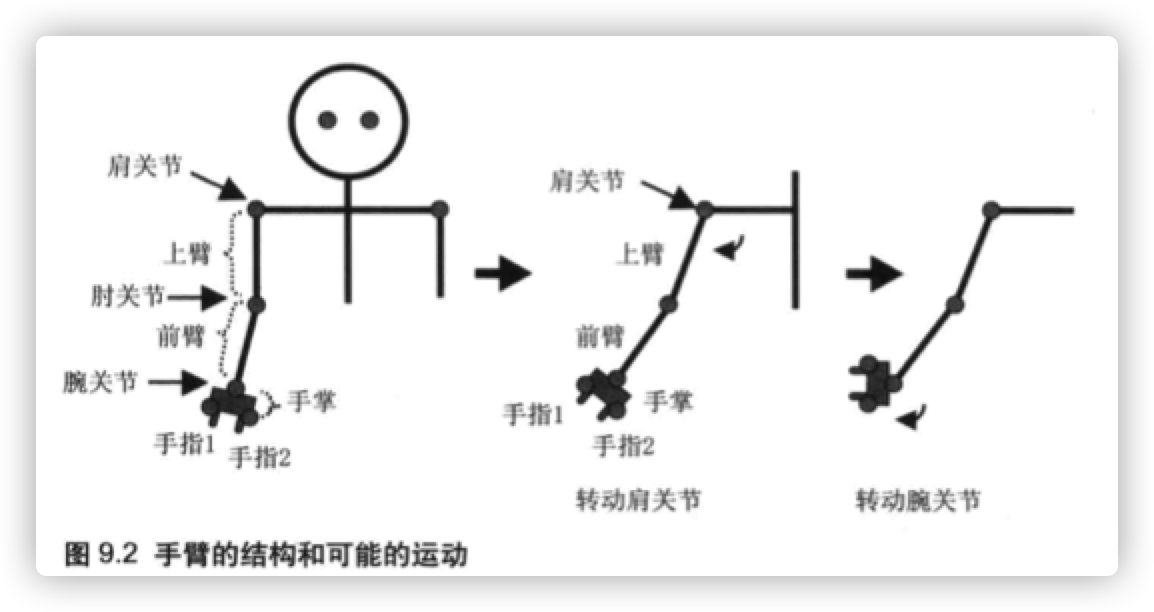 肩关节
上臂
肘关节
前臂
腕关节
手掌
手指1
手指2
肩关节
上臂
前臂
手指1
手掌
手指2
转动肩关节
转动腕关节
图 9.2 手臂的结构和可能的运动